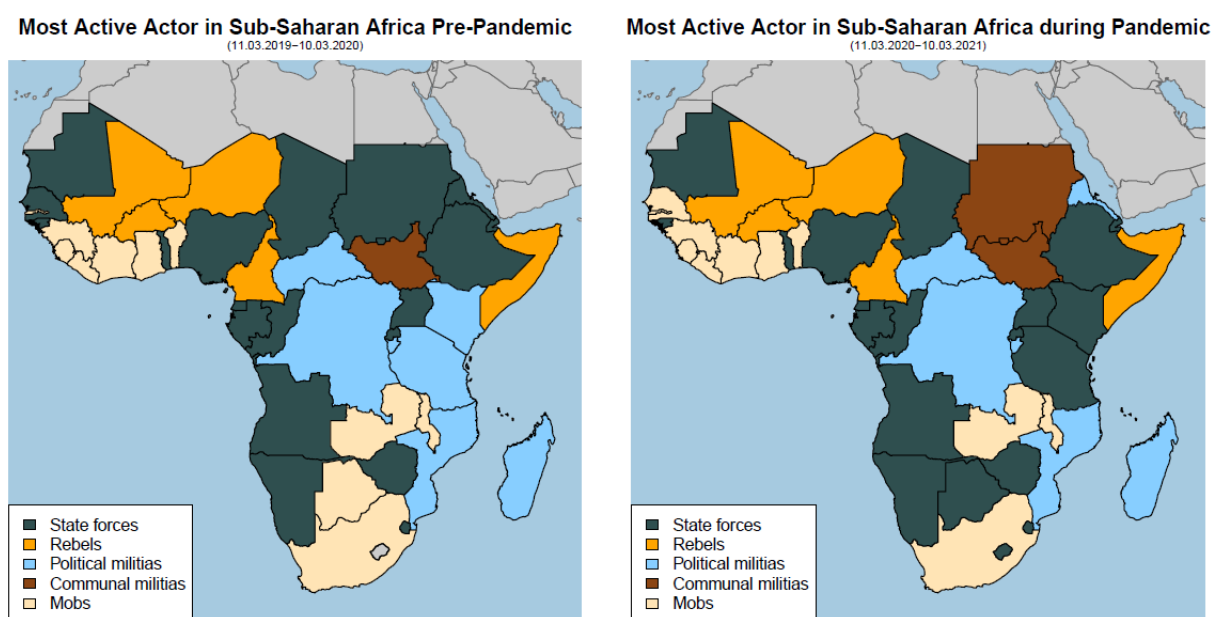 Most Active Actor in Sub-Saharan Africa Pre-Pandemic
(11.03.2019−10.03.2020)
State forces
Rebels
Political militias
Communal militias
Mobs
Most Active Actor in Sub-Saharan Africa during Pandemic
(11.03.2020−10.03.2021)
State forces
Rebels
Political militias
Communal militias
Mobs